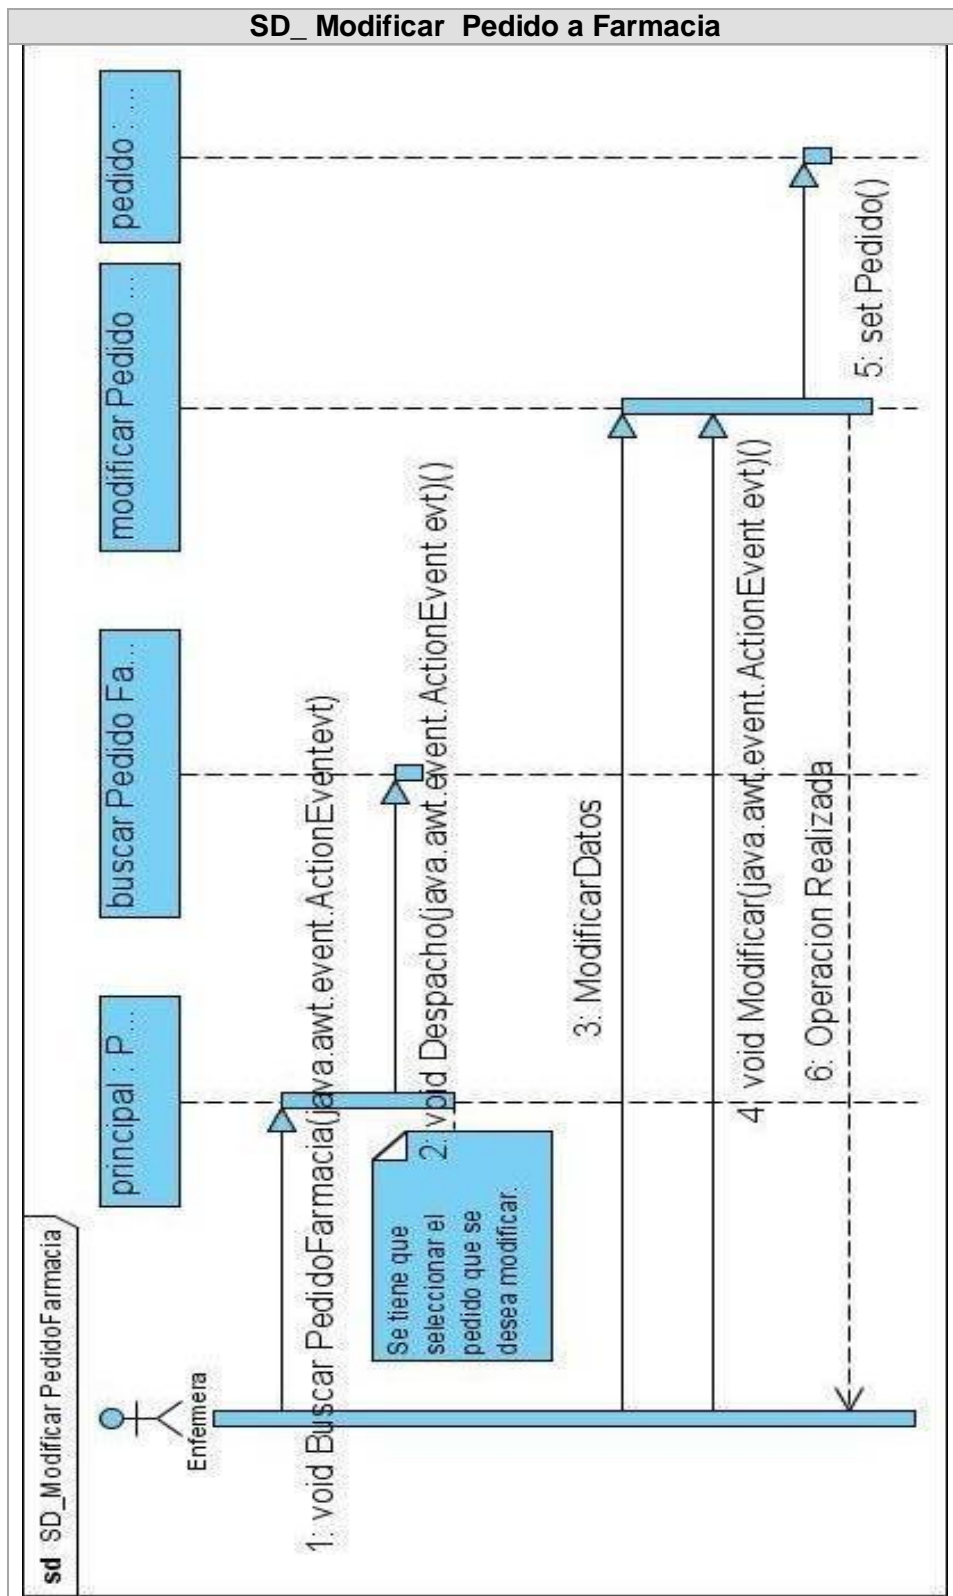 SD_ Modificar  Pedido a Farmacia
sd SD_Modificar PedidoFarmacia
Enfermera
principal : P ...
buscar Pedido Fa...
modificar Pedido ...
pedido : ...
1: void Buscar PedidoFarmacia(java.awt.event.ActionEventevt)
2: void Despacho(java.awt.event.ActionEvent evt)()
Se tiene que
seleccionar el
pedido que se
desea modificar.
3: ModificarDatos
4 void Modificar(java.awt.event.ActionEvent evt)()
5: set Pedido()
6: Operacion Realizada